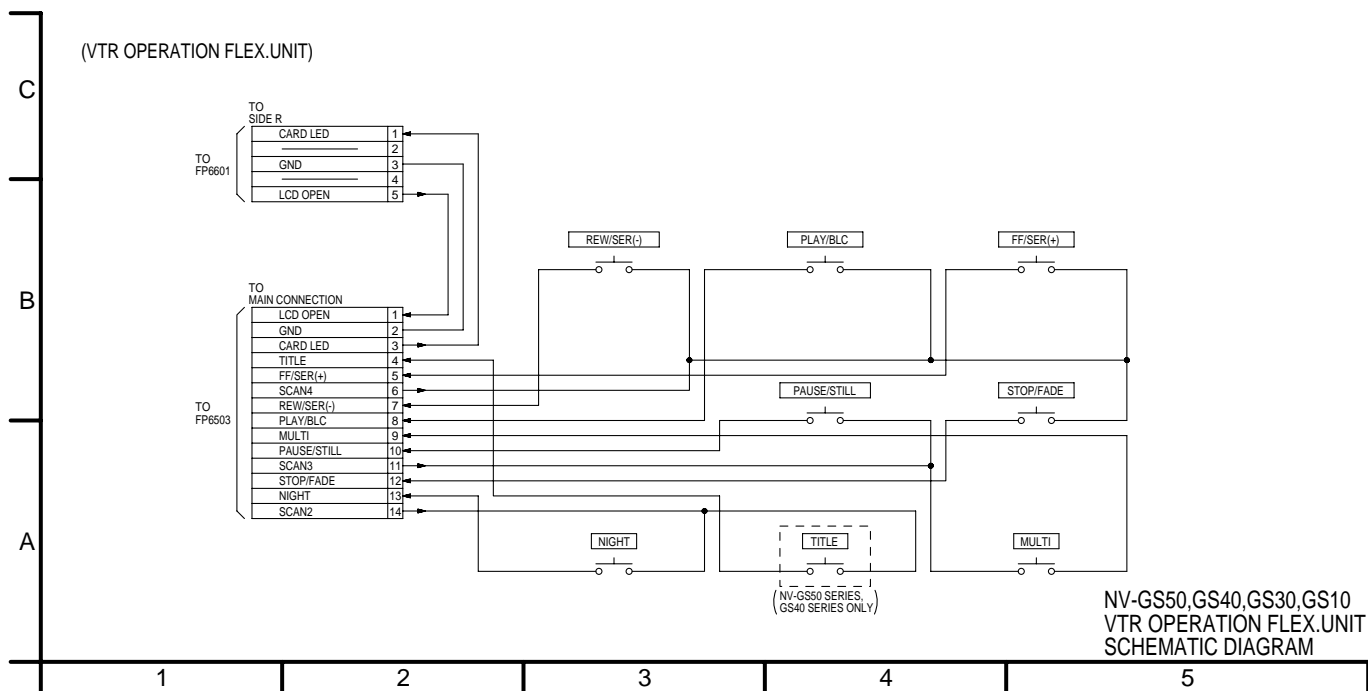 (VTR OPERATION FLEX.UNIT)
C
TO
SIDE R
CARD LED 1
2
GND 3
4
LCD OPEN 5
TO
FP6601
REW/SER(-)
PLAY/BLC
FF/SER(+)
B
TO
MAIN CONNECTION
LCD OPEN 1
GND 2
CARD LED 3
TITLE 4
FF/SER(+) 5
SCAN4 6
REW/SER(-) 7
PLAY/BLC 8
MULTI 9
PAUSE/STILL 10
SCAN3 11
STOP/FADE 12
NIGHT 13
SCAN2 14
TO
FP6503
PAUSE/STILL
STOP/FADE
A
NIGHT
TITLE
MULTI
(NV-GS50 SERIES,
GS40 SERIES ONLY)
NV-GS50,GS40,GS30,GS10
VTR OPERATION FLEX.UNIT
SCHEMATIC DIAGRAM
1 2 3 4 5